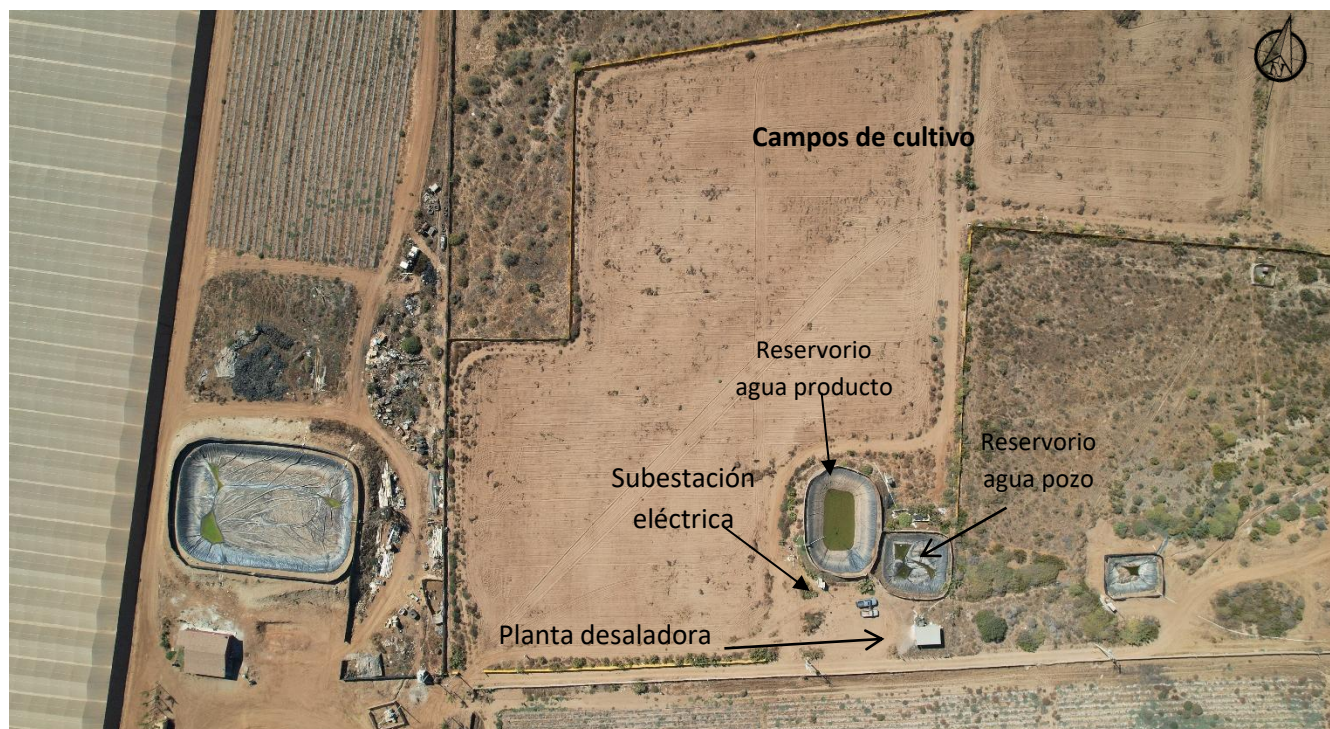 Campos de cultivo
Reservorio
agua producto
Reservorio
agua pozo
Subestación
eléctrica
Planta desaladora